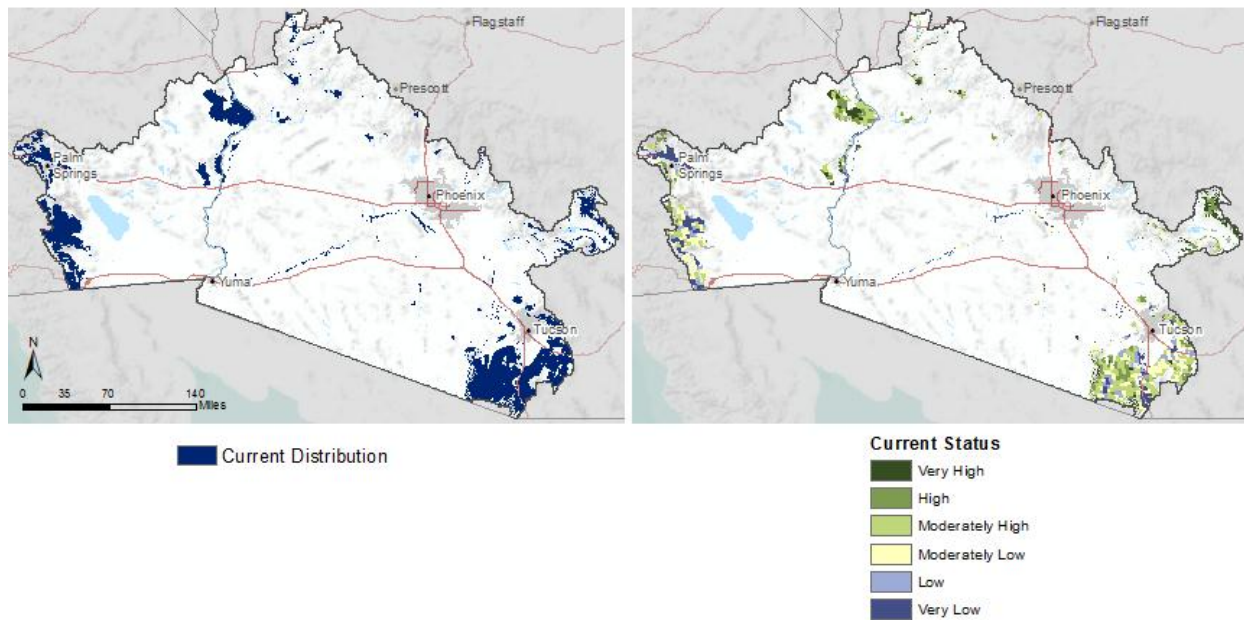 Flagstaff
Prescott
Palm
Springs
Phoenix
Yuma
Tucson
N
0 35 70 140
Miles
Flagstaff
Prescott
Palm
Springs
Phoenix
Yuma
Tucson
Current Distribution
Current Status
Very High
High
Moderately High
Moderately Low
Low
Very Low